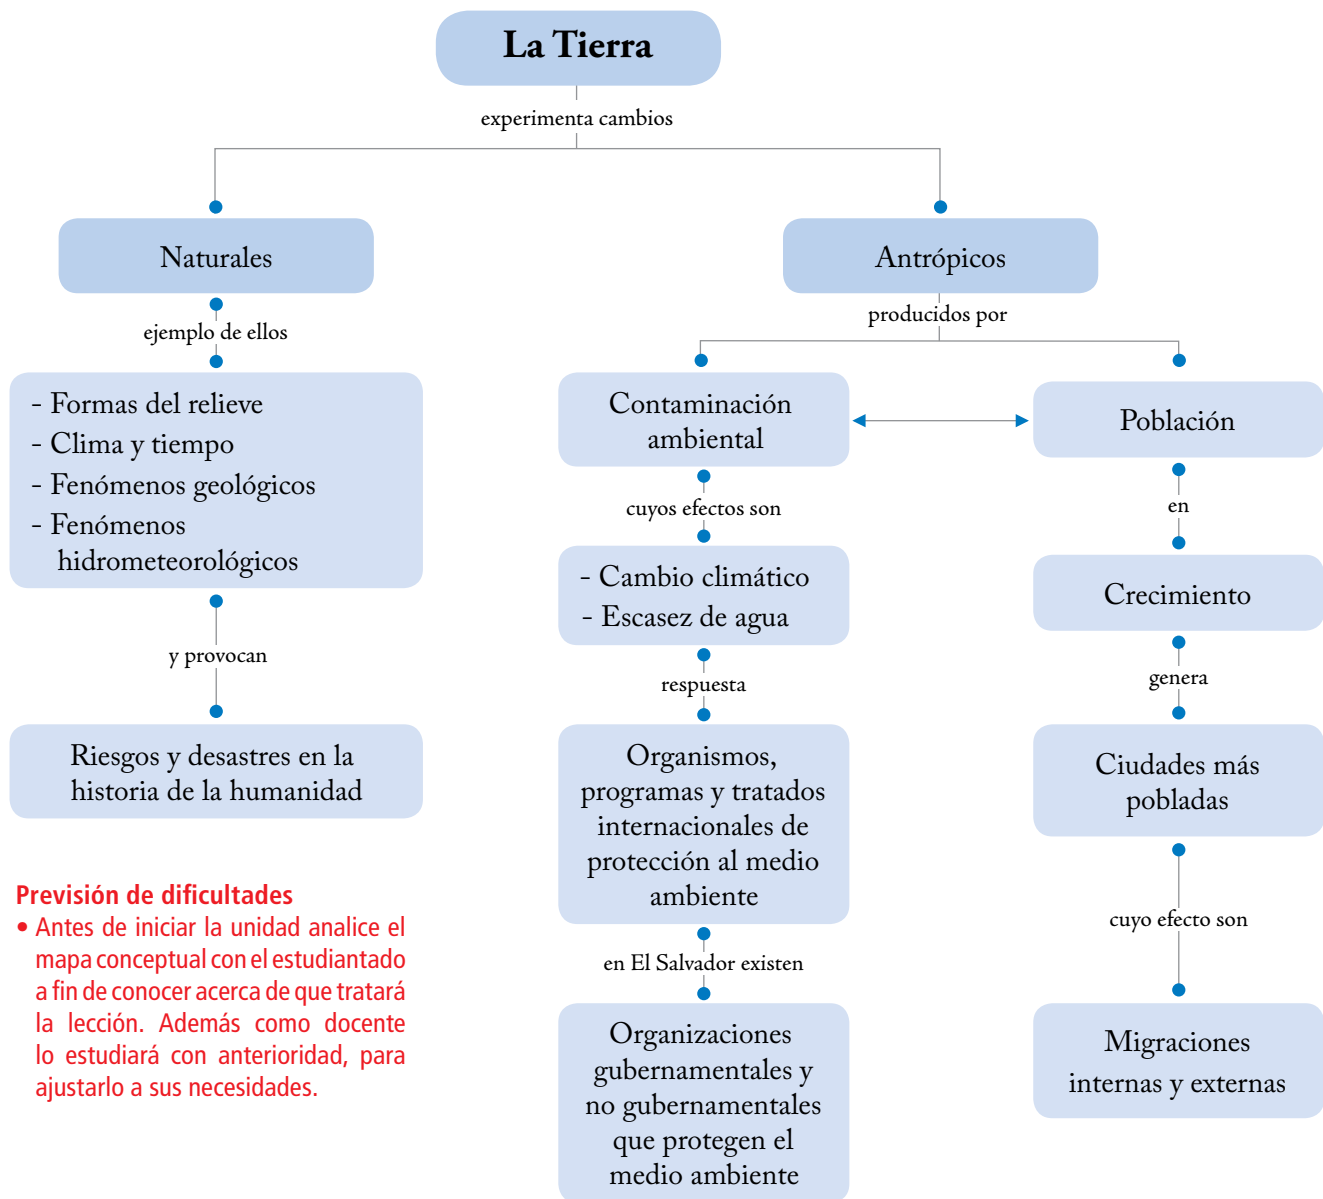 La Tierra
experimenta cambios
Naturales
ejemplo de ellos
- Formas del relieve
- Clima y tiempo
- Fenómenos geológicos
- Fenómenos
hidrometeorológicos
y provocan
Riesgos y desastres en la
historia de la humanidad
Antrópicos
producidos por
Contaminación
ambiental
cuyos efectos son
- Cambio climático
- Escasez de agua
respuesta
Organismos,
programas y tratados
internacionales de
protección al medio
ambiente
en El Salvador existen
Organizaciones
gubernamentales y
no gubernamentales
que protegen el
medio ambiente
Población
en
Crecimiento
genera
Ciudades más
pobladas
cuyo efecto son
Migraciones
internas y externas
Previsión de dificultades
• Antes de iniciar la unidad analice el
mapa conceptual con el estudiantado
a fin de conocer acerca de que tratará
la lección. Además como docente
lo estudiará con anterioridad, para
ajustarlo a sus necesidades.